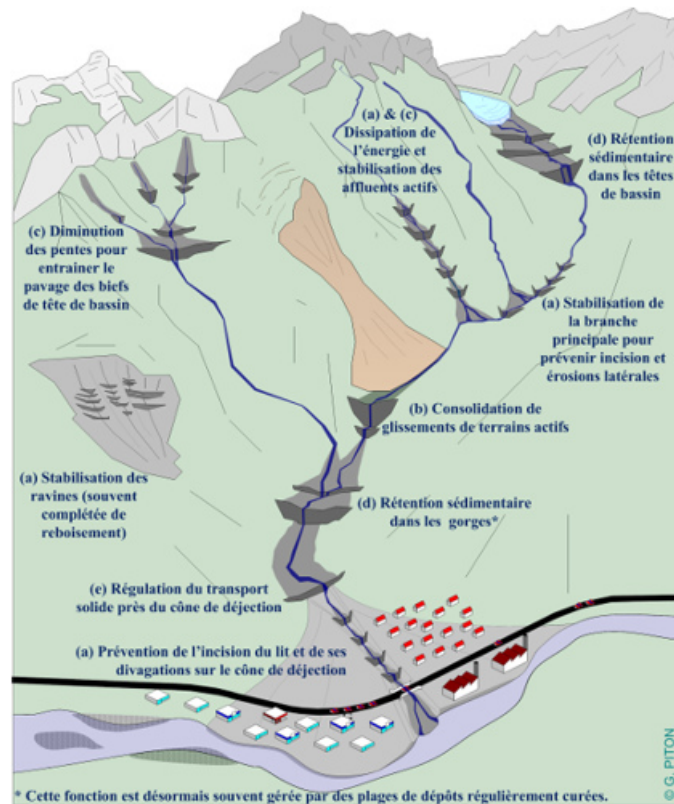 (a) & (c)
Dissipation de
l'énergie et
stabilisation des
affluents actifs
(d) Rétention
sédimentaire
dans les têtes
de bassin
(c) Diminution
des pentes pour
entrainer le
pavage des biefs
de tête de bassin
(a) Stabilisation de
la branche
principale pour
prévenir incision et
érosions latérales
(b) Consolidation de
glissements de terrains actifs
(a) Stabilisation des
ravines (souvent
complétée de
reboisement)
(d) Rétention sédimentaire
dans les gorges*
(e) Régulation du transport
solide près du cône de déjection
(a) Prévention de l'incision du lit et de ses
divagations sur le cône de déjection
* Cette fonction est désormais souvent gérée par des plages de dépôts régulièrement curées.
© G. PITON